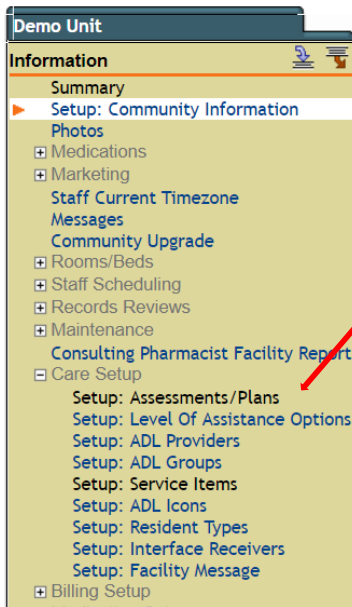 Demo Unit
Information
Summary
Setup: Community Information
Photos
Medications
Marketing
Staff Current Timezone
Messages
Community Upgrade
Rooms/Beds
Staff Scheduling
Records Reviews
Maintenance
Consulting Pharmacist Facility Report
Care Setup
Setup: Assessments/Plans
Setup: Level Of Assistance Options
Setup: ADL Providers
Setup: ADL Groups
Setup: Service Items
Setup: ADL Icons
Setup: Resident Types
Setup: Interface Receivers
Setup: Facility Message
Billing Setup